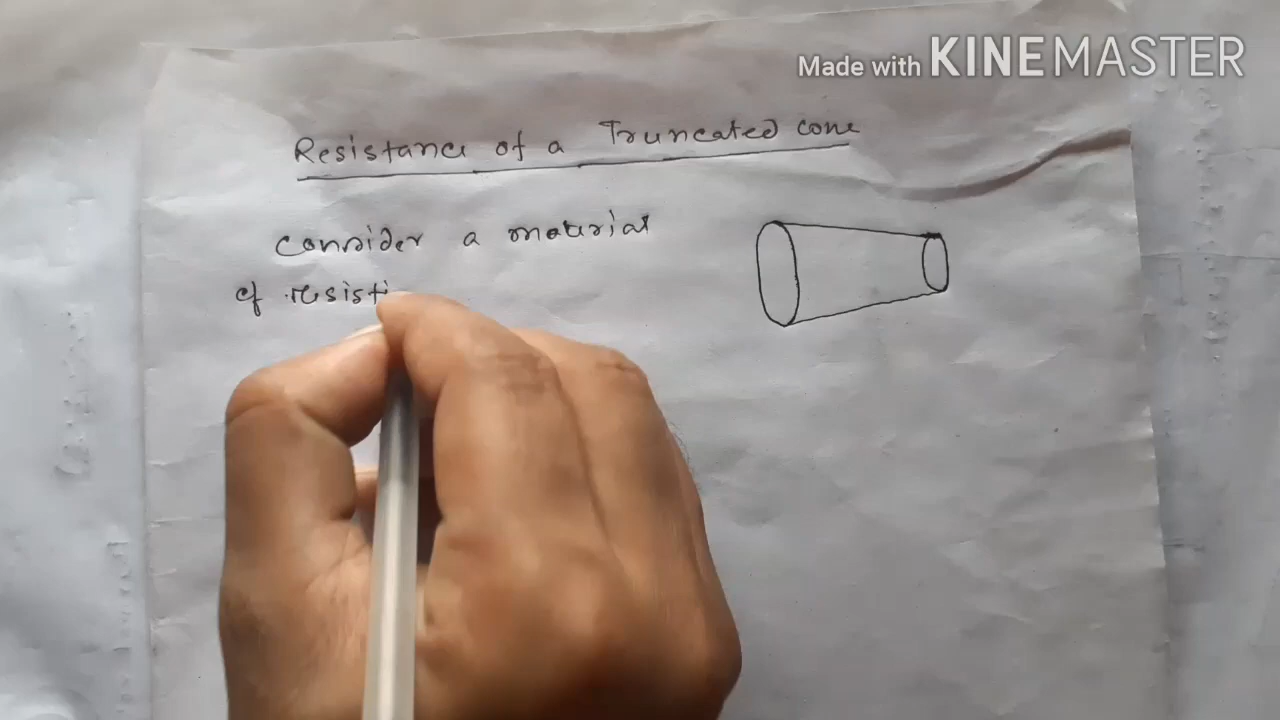 Made with KINEMASTER
Resistance of a Truncated cone
Consider a material
of resisti